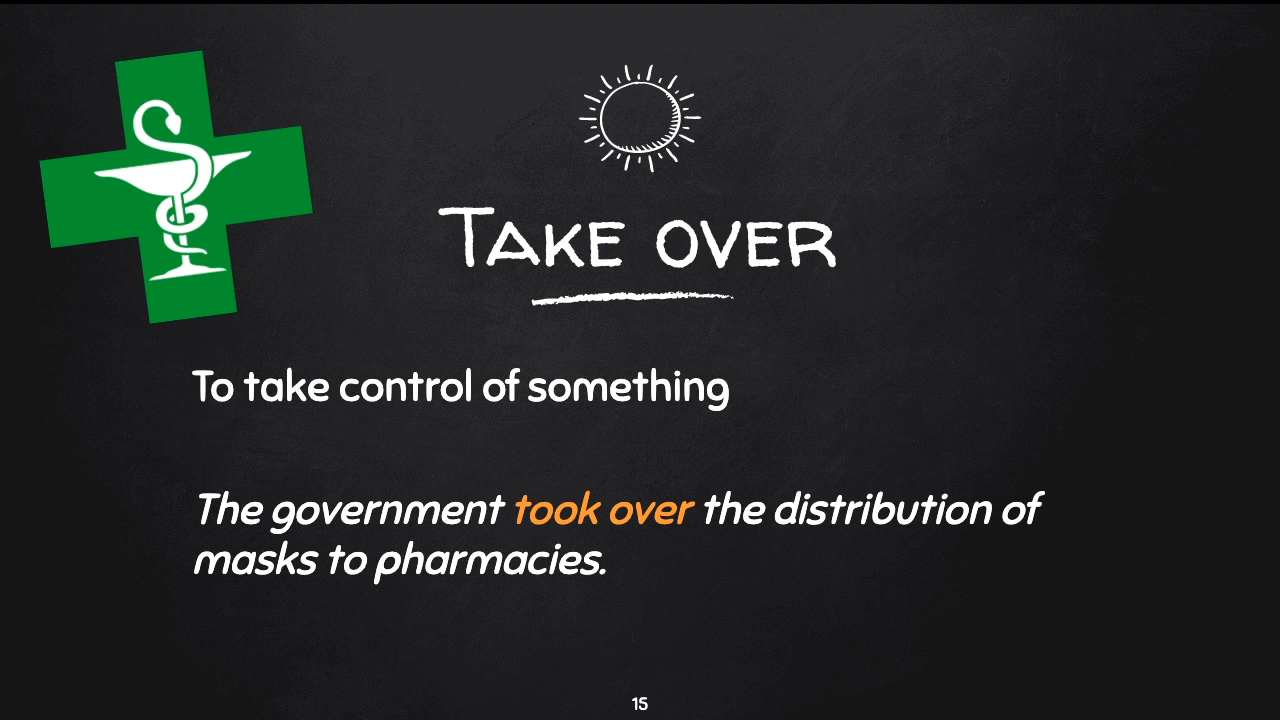 Take over
To take control of something
The government took over the distribution of
masks to pharmacies.
15